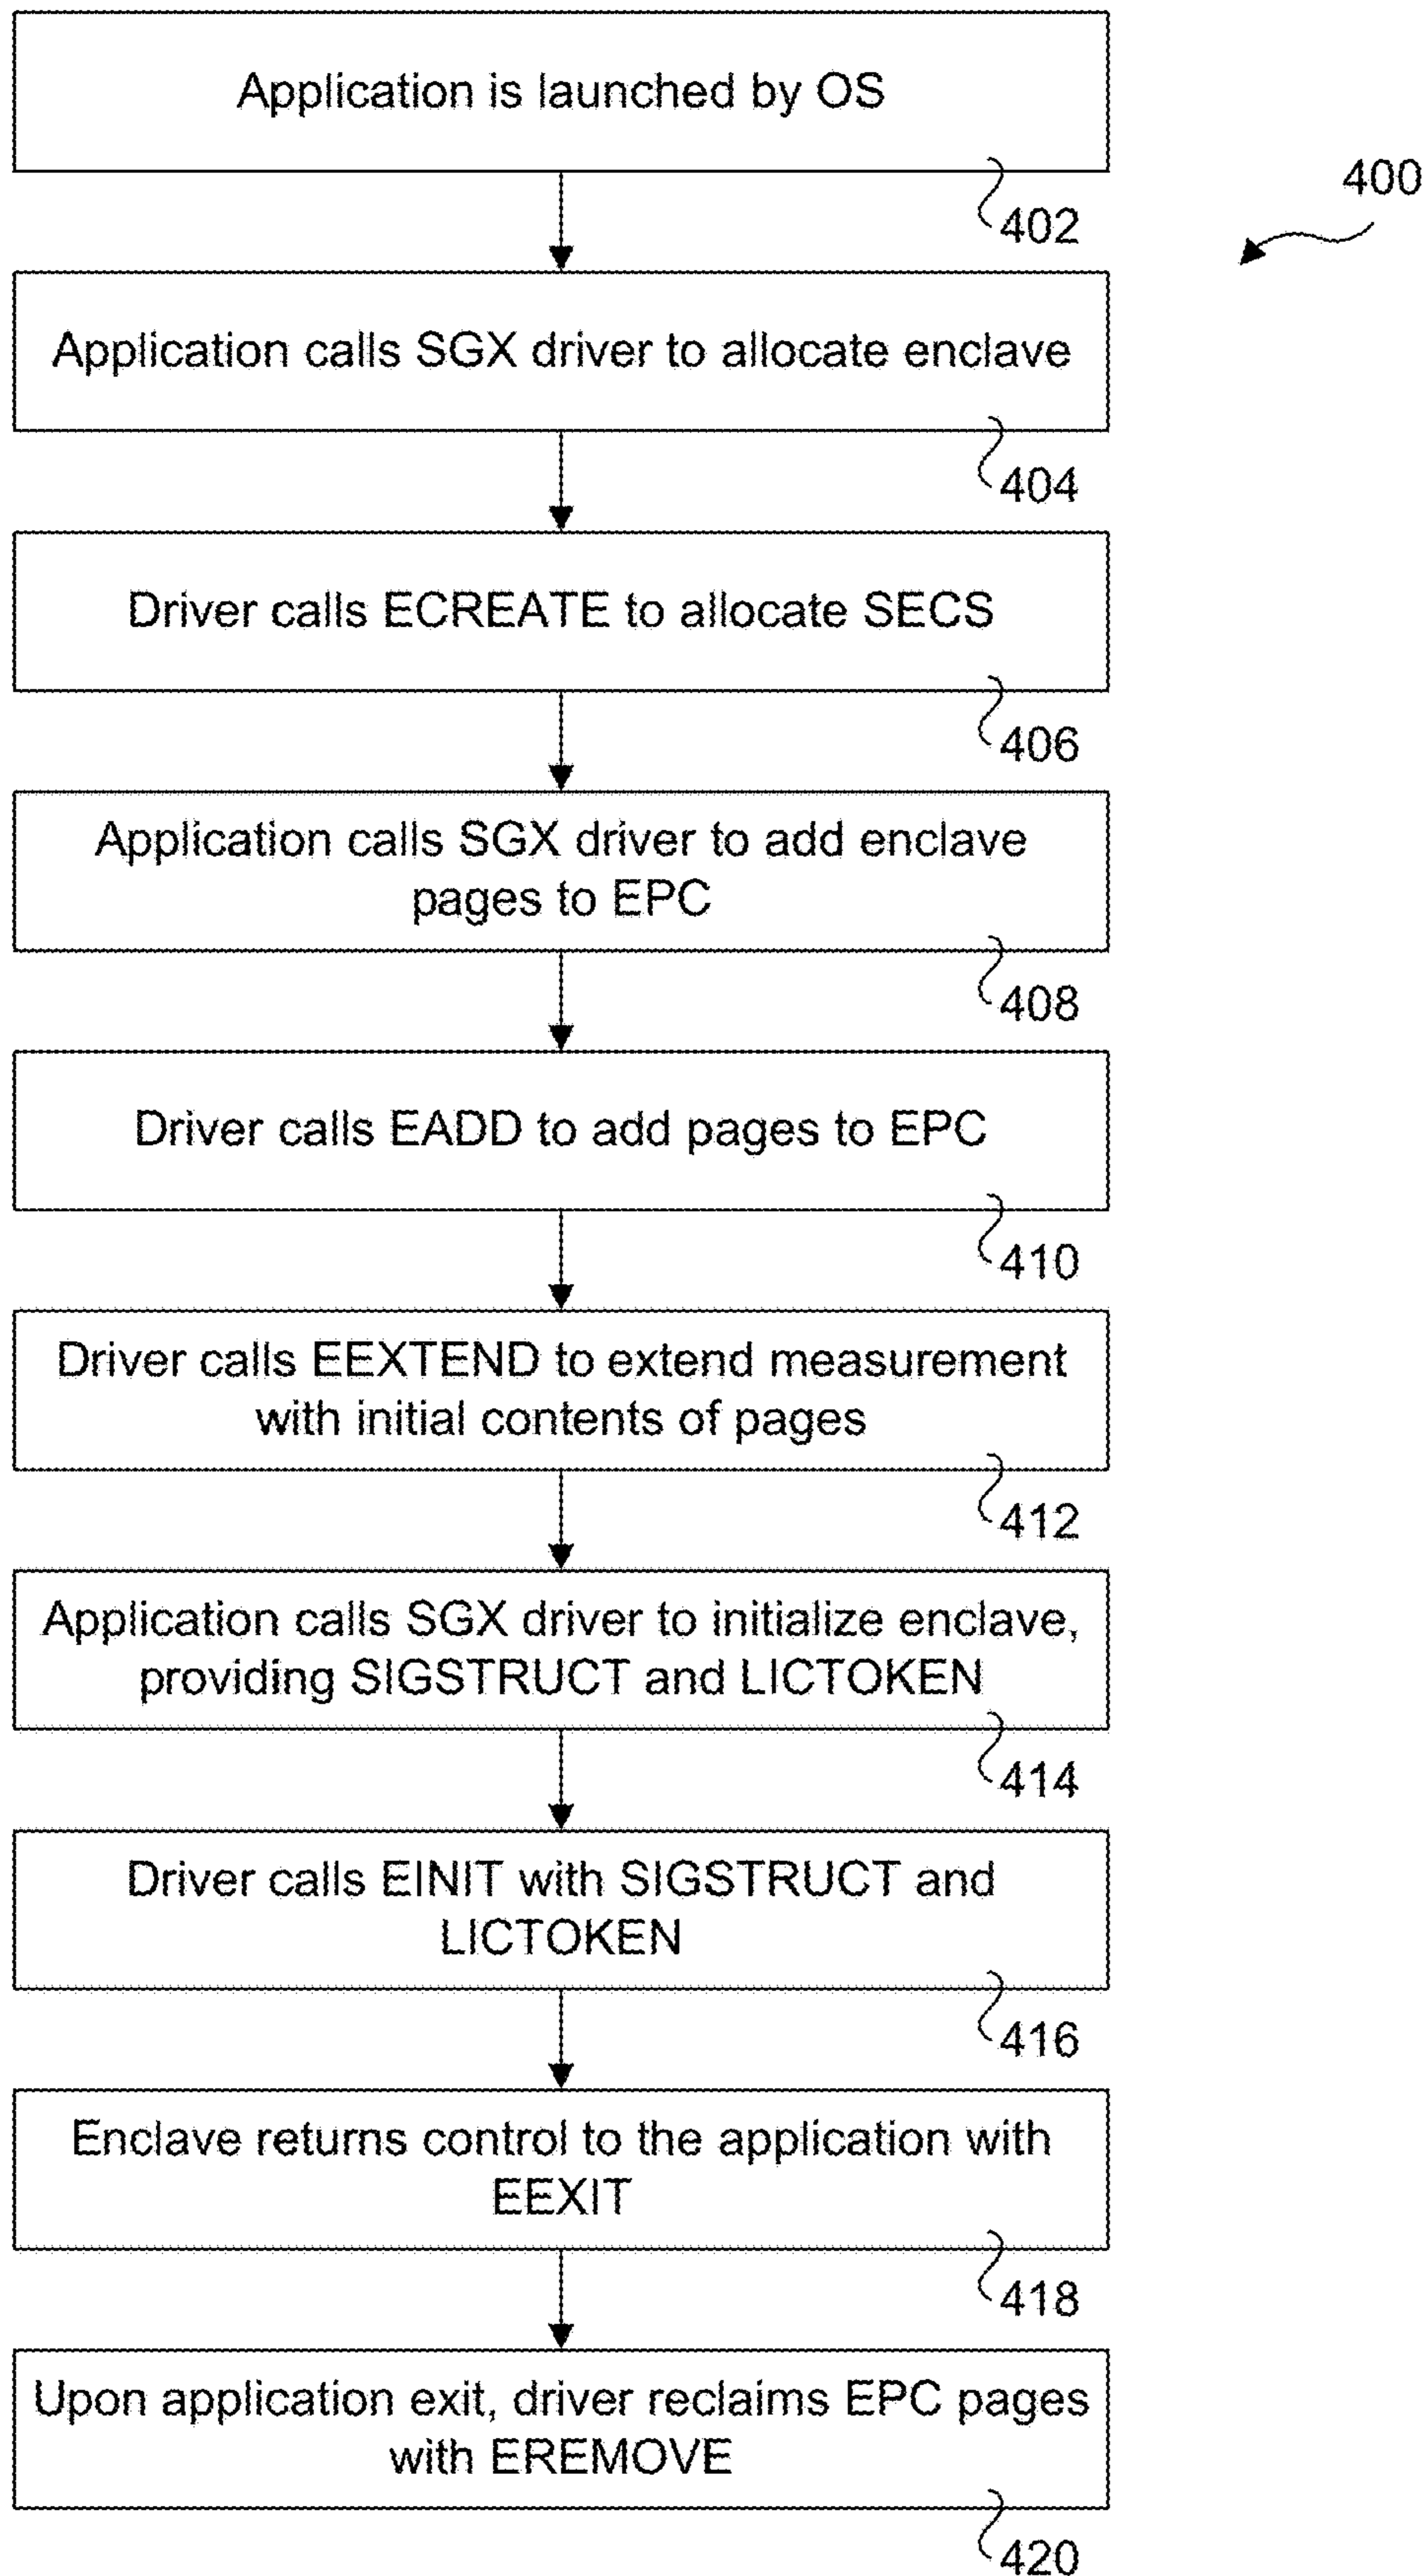 Application is launched by OS
400
402
Application calls SGX driver to allocate enclave
404
Driver calls ECREATE to allocate SECS
406
Application calls SGX driver to add enclave
pages to EPC
408
Driver calls EADD to add pages to EPC
410
Driver calls EEXTEND to extend measurement
with initial contents of pages
412
Application calls SGX driver to initialize enclave,
providing SIGSTRUCT and LICTOKEN
414
Driver calls EINIT with SIGSTRUCT and
LICTOKEN
416
Enclave returns control to the application with
EEXIT
418
Upon application exit, driver reclaims EPC pages
with EREMOVE
420